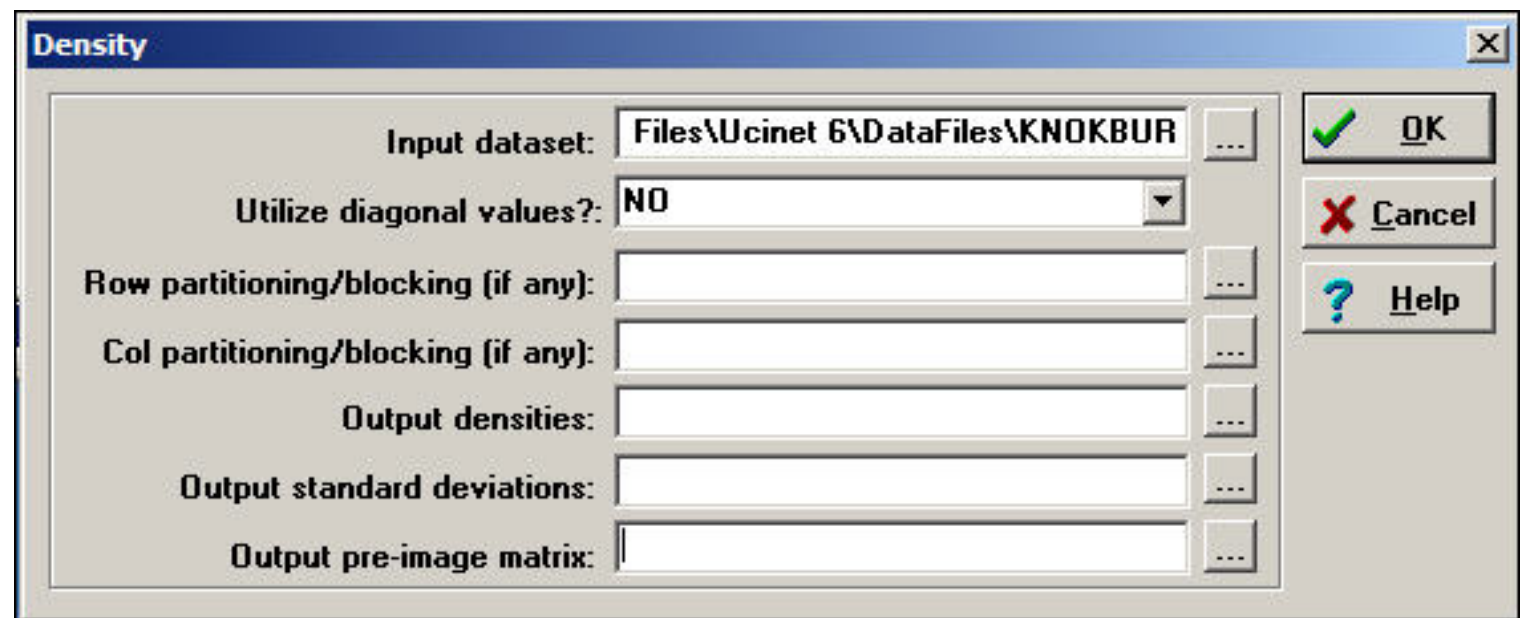 Density
Input dataset: Files\Ucinet 6\DataFiles\KNOKBUR ...
Utilize diagonal values?: NO
Row partitioning/blocking (if any): ...
Col partitioning/blocking (if any): ...
Output densities: ...
Output standard deviations: ...
Output pre-image matrix: ...
OK
Cancel
Help